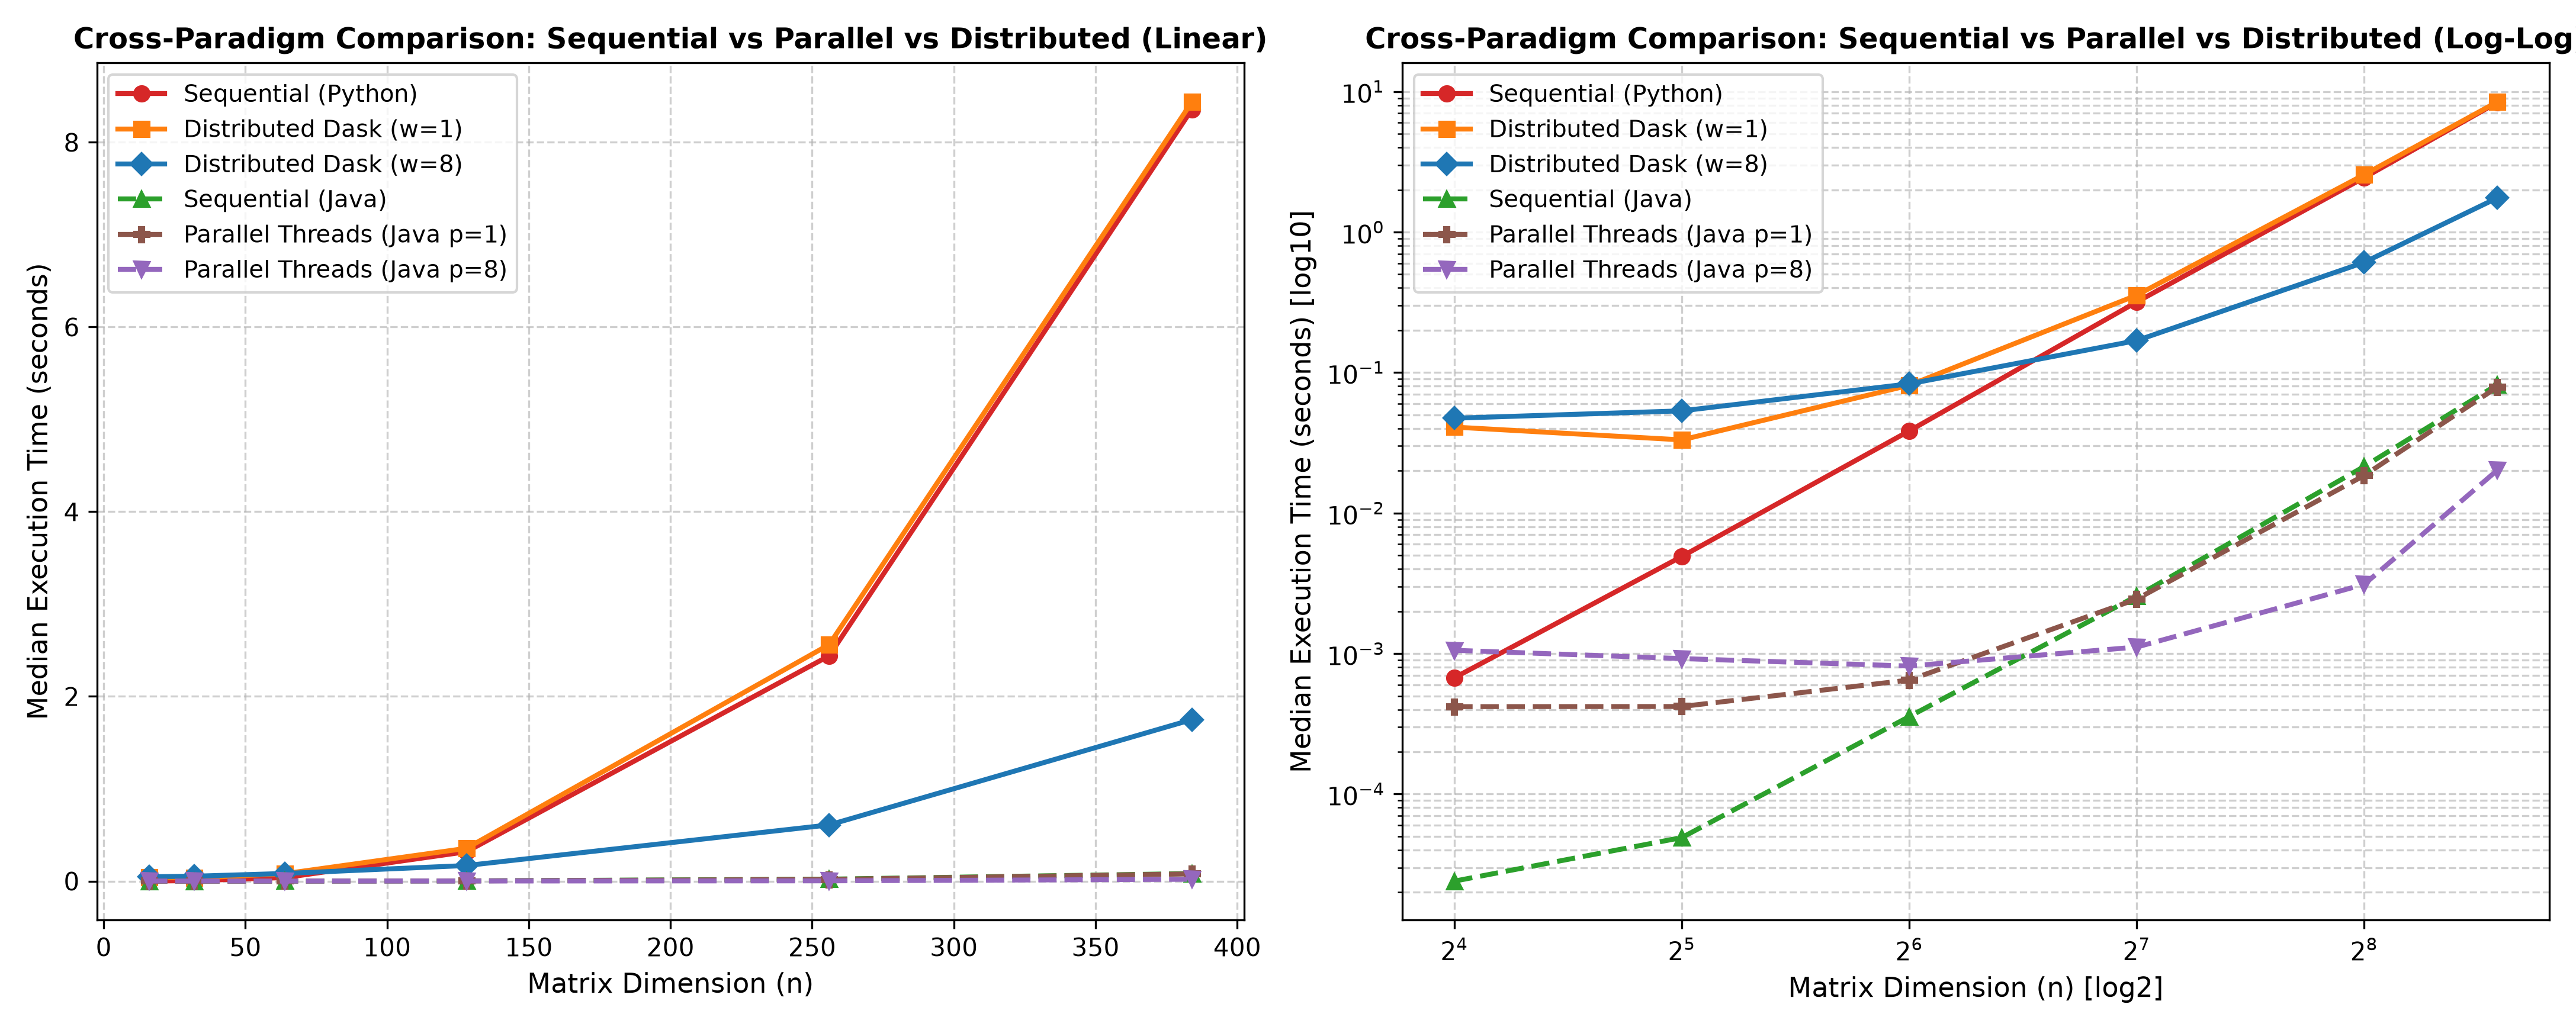 Cross-Paradigm Comparison: Sequential vs Parallel vs Distributed (Linear)
Sequential (Python)
Distributed Dask (w=1)
Distributed Dask (w=8)
Sequential (Java)
Parallel Threads (Java p=1)
Parallel Threads (Java p=8)
Median Execution Time (seconds)
8
6
4
2
0
0 50 100 150 200 250 300 350 400
Matrix Dimension (n)
Cross-Paradigm Comparison: Sequential vs Parallel vs Distributed (Log-Log
Sequential (Python)
Distributed Dask (w=1)
Distributed Dask (w=8)
Sequential (Java)
Parallel Threads (Java p=1)
Parallel Threads (Java p=8)
Median Execution Time (seconds) [log10]
10¹
10⁰
10⁻¹
10⁻²
10⁻³
10⁻⁴
2⁴ 2⁵ 2⁶ 2⁷ 2⁸
Matrix Dimension (n) [log2]